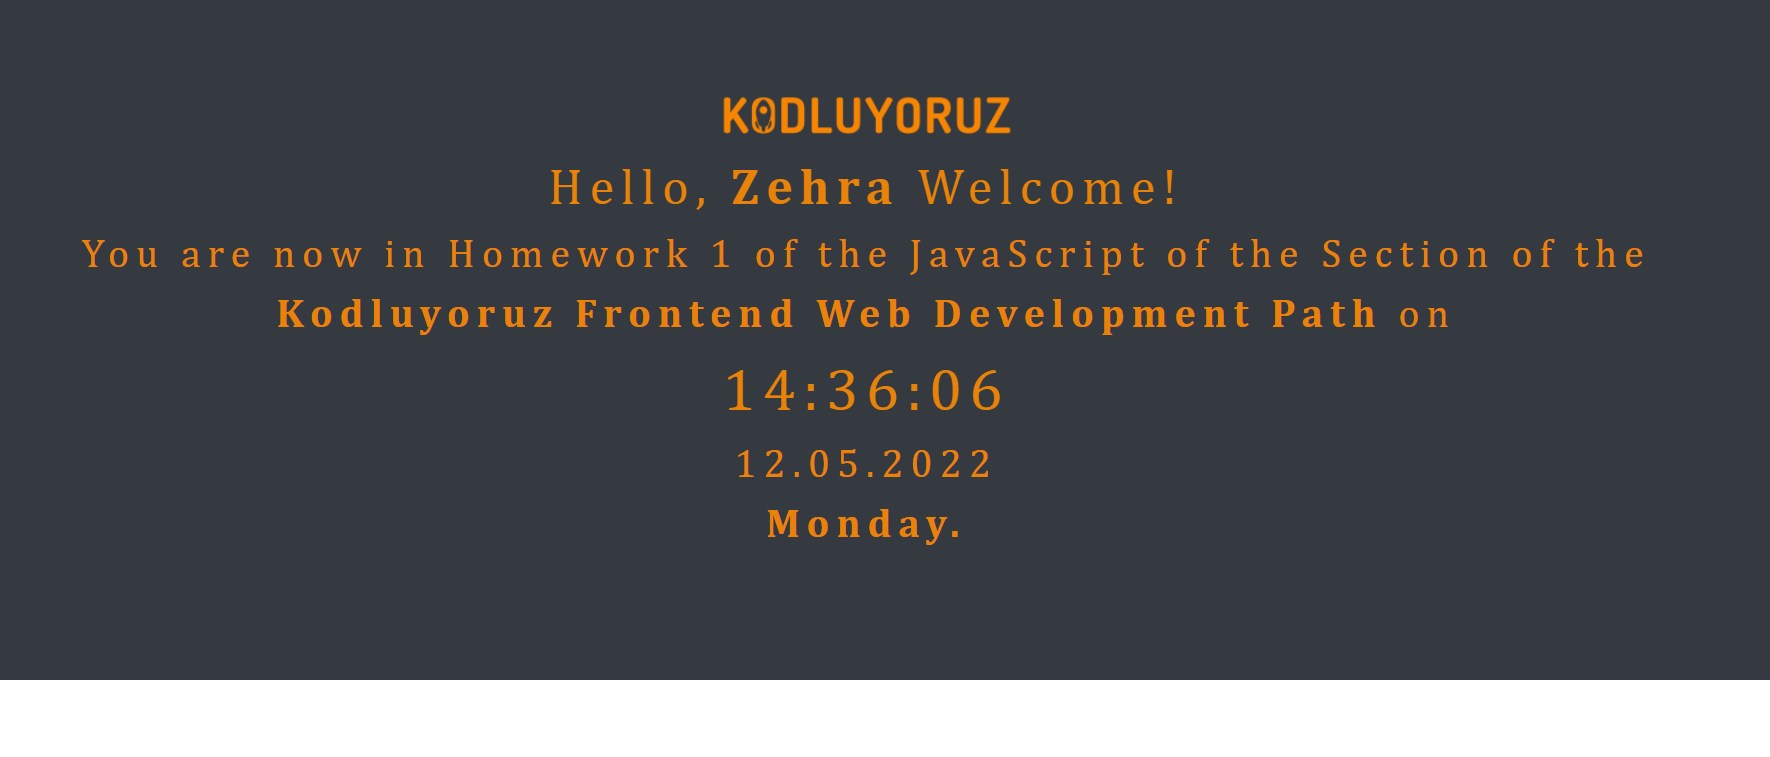 KODLUYORUZ
Hello, Zehra Welcome!
You are now in Homework 1 of the JavaScript of the Section of the
Kodluyoruz Frontend Web Development Path on
14:36:06
12.05.2022
Monday.